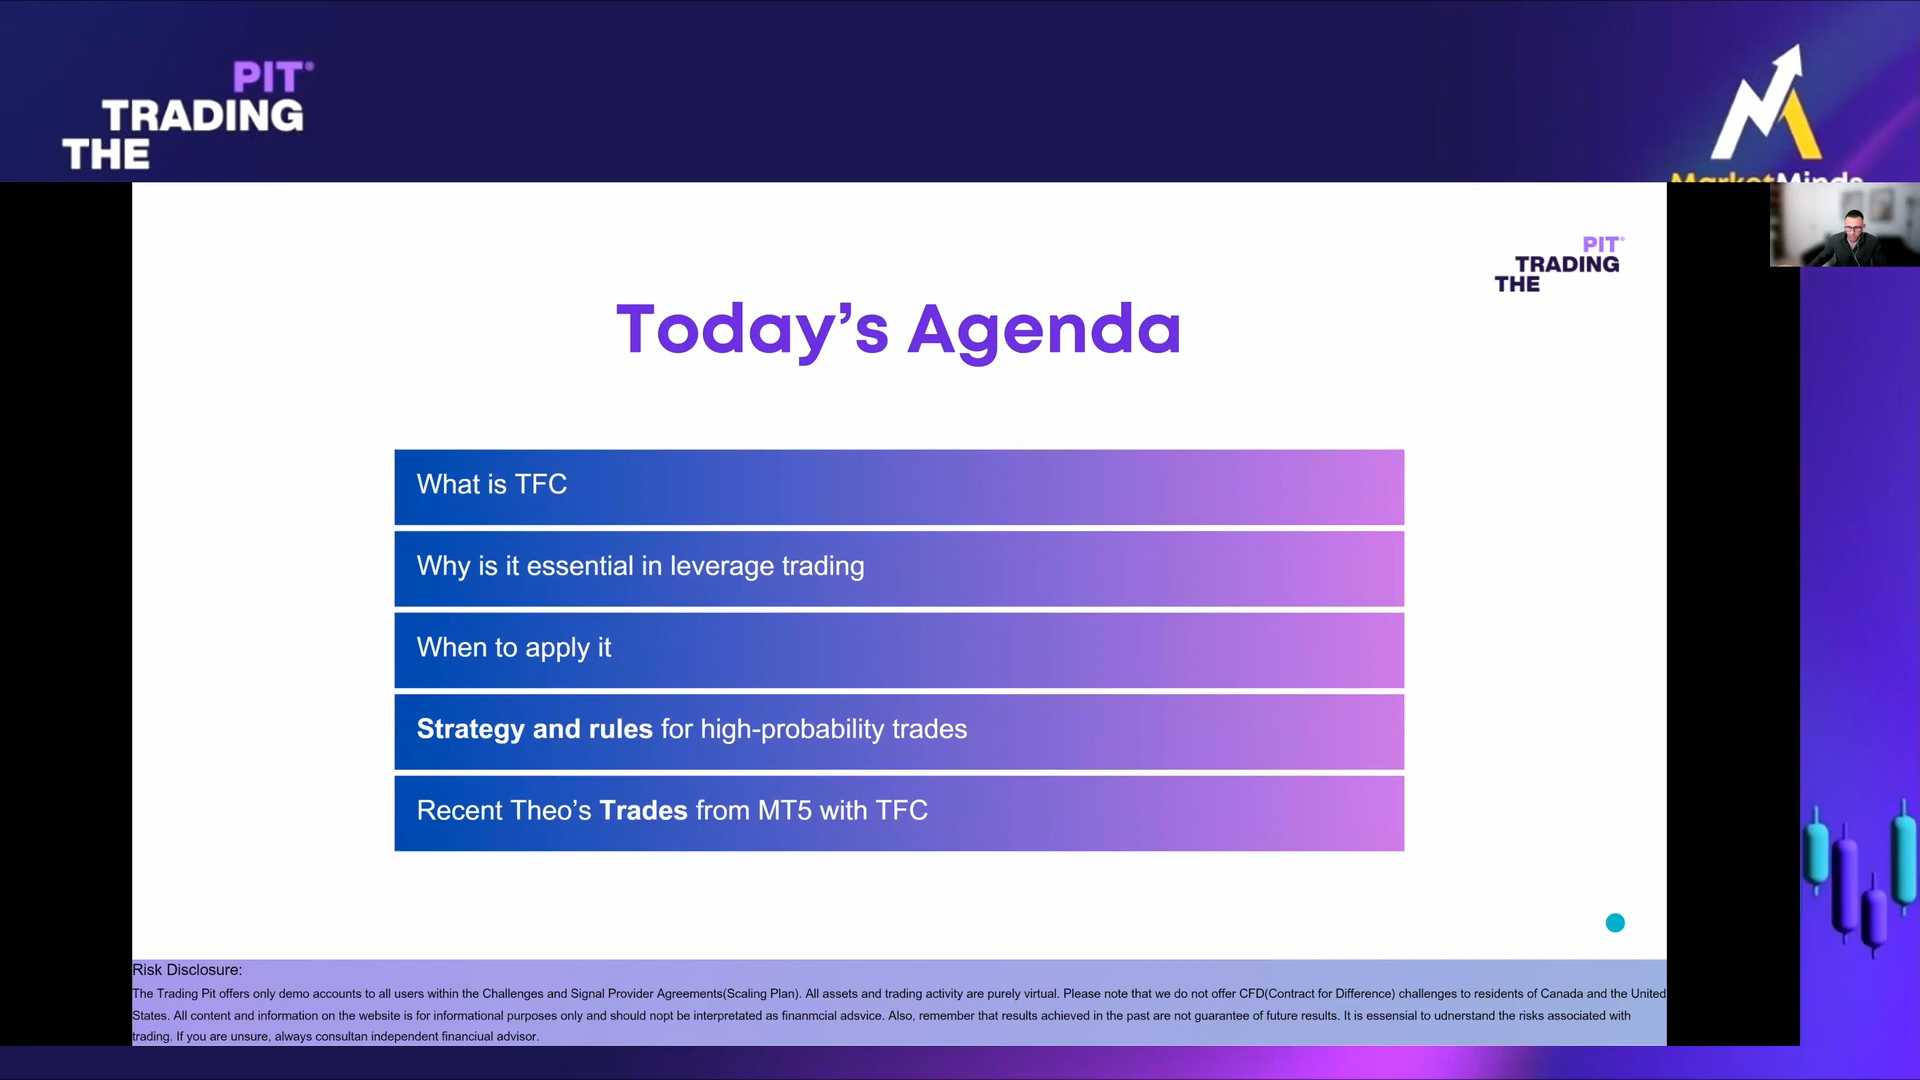 PIT®
TRADING
THE
MarketMinds
PIT®
TRADING
THE
Today’s Agenda
What is TFC
Why is it essential in leverage trading
When to apply it
Strategy and rules for high-probability trades
Recent Theo’s Trades from MT5 with TFC
Risk Disclosure:
The Trading Pit offers only demo accounts to all users within the Challenges and Signal Provider Agreements(Scaling Plan). All assets and trading activity are purely virtual. Please note that we do not offer CFD(Contract for Difference) challenges to residents of Canada and the United
States. All content and information on the website is for informational purposes only and should nopt be interpretated as finanmcial adsvice. Also, remember that results achieved in the past are not guarantee of future results. It is essensial to udnerstand the risks associated with
trading. If you are unsure, always consultan independent financiual advisor.